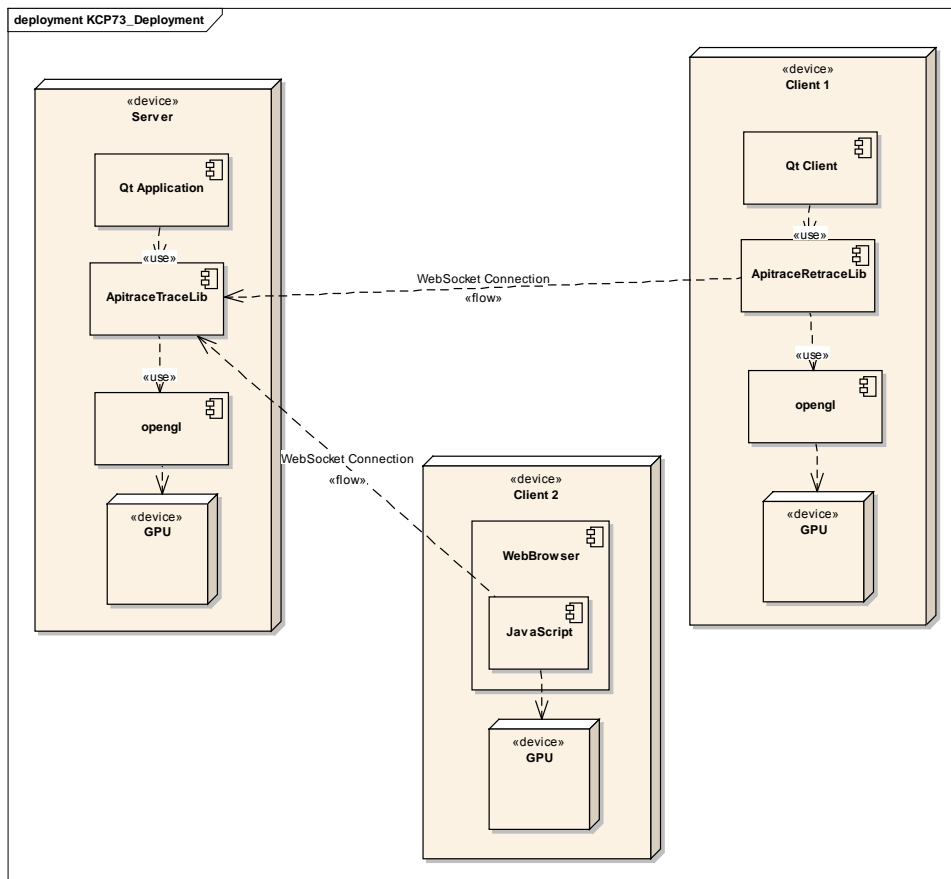 deployment KCP73_Deployment
«device»
Server
Qt Application
«use»
ApitraceTraceLib
«use»
opengl
«device»
GPU
WebSocket Connection
«flow»
WebSocket Connection
«flow»
«device»
Client 1
Qt Client
«use»
ApitraceRetraceLib
«use»
opengl
«device»
GPU
«device»
Client 2
WebBrowser
JavaScript
«device»
GPU